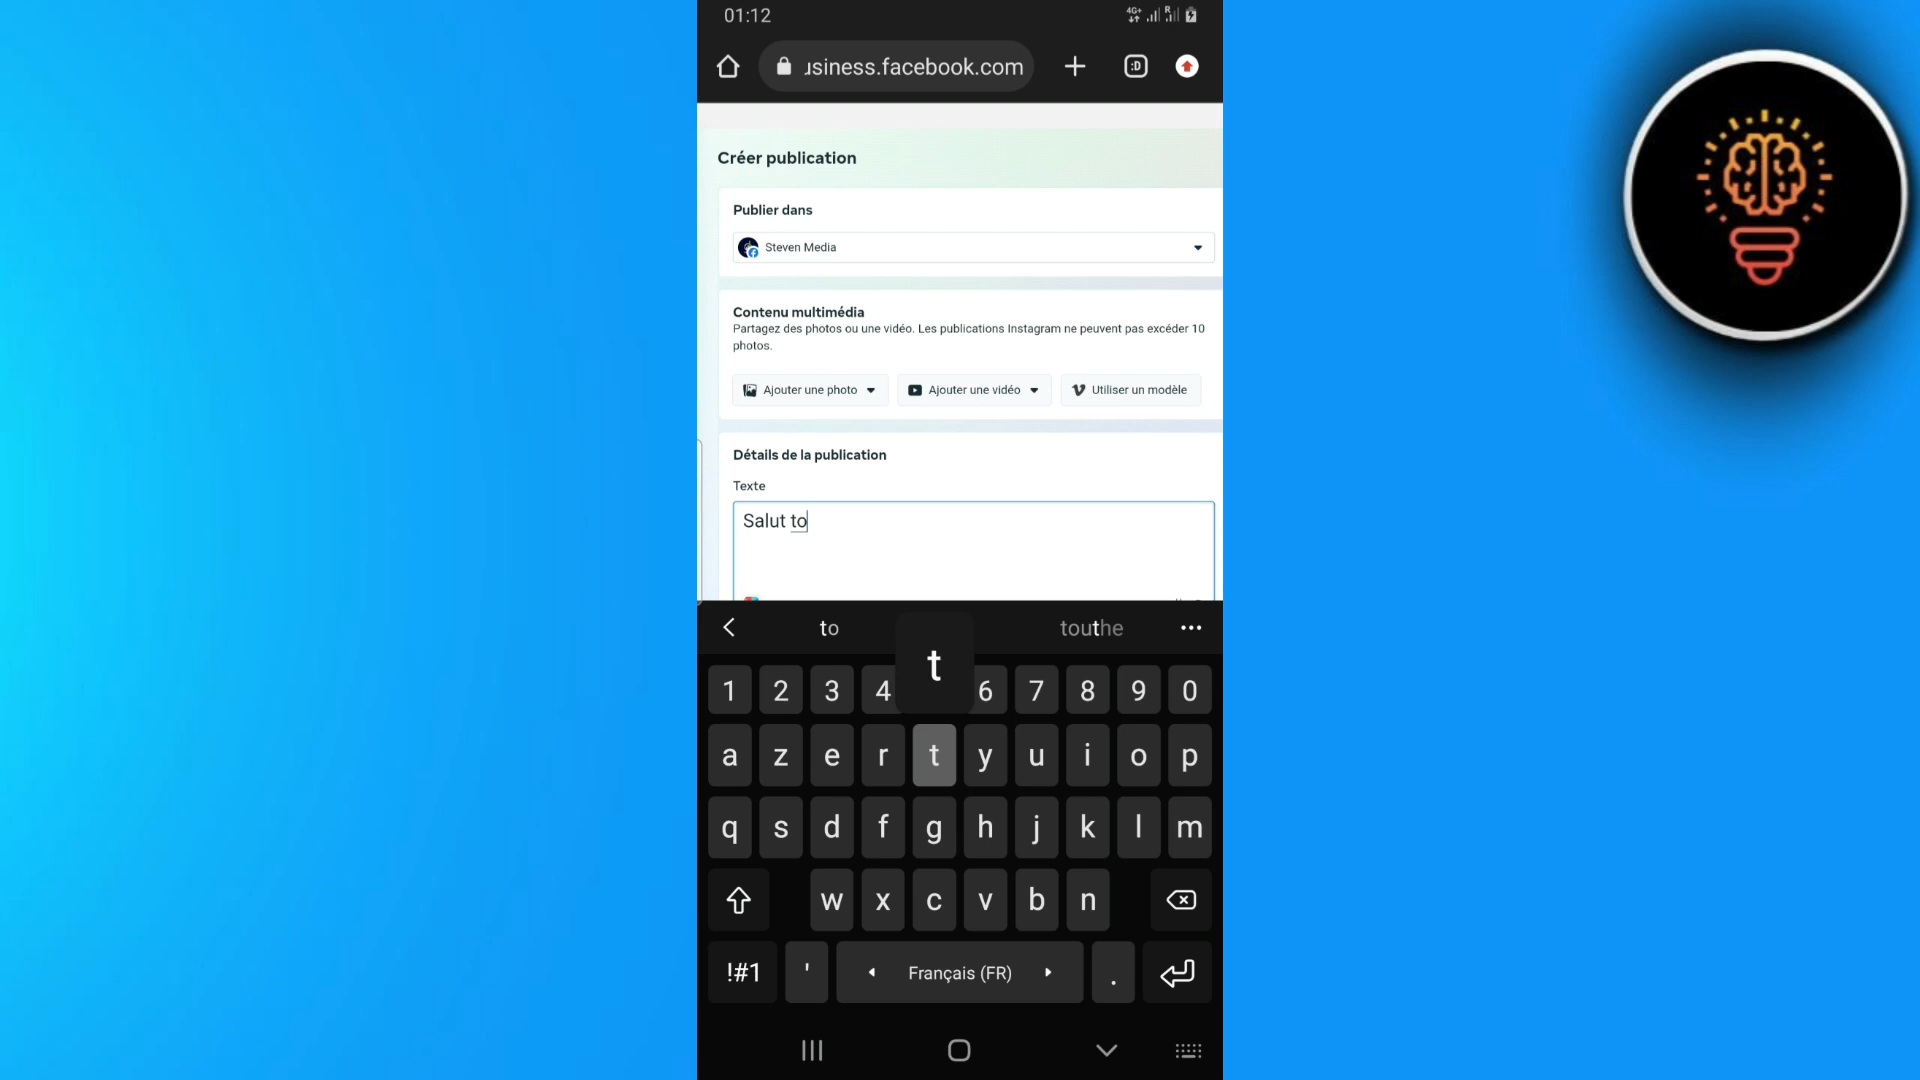 01:12
4G+ R
usiness.facebook.com
:D
Créer publication
Publier dans
Steven Media
Contenu multimédia
Partagez des photos ou une vidéo. Les publications Instagram ne peuvent pas excéder 10
photos.
Ajouter une photo
Ajouter une vidéo
Utiliser un modèle
Détails de la publication
Texte
Salut to
to
touthe
t
1 2 3 4 6 7 8 9 0
a z e r t y u i o p
q s d f g h j k l m
w x c v b n
!#1 ' Français (FR) .